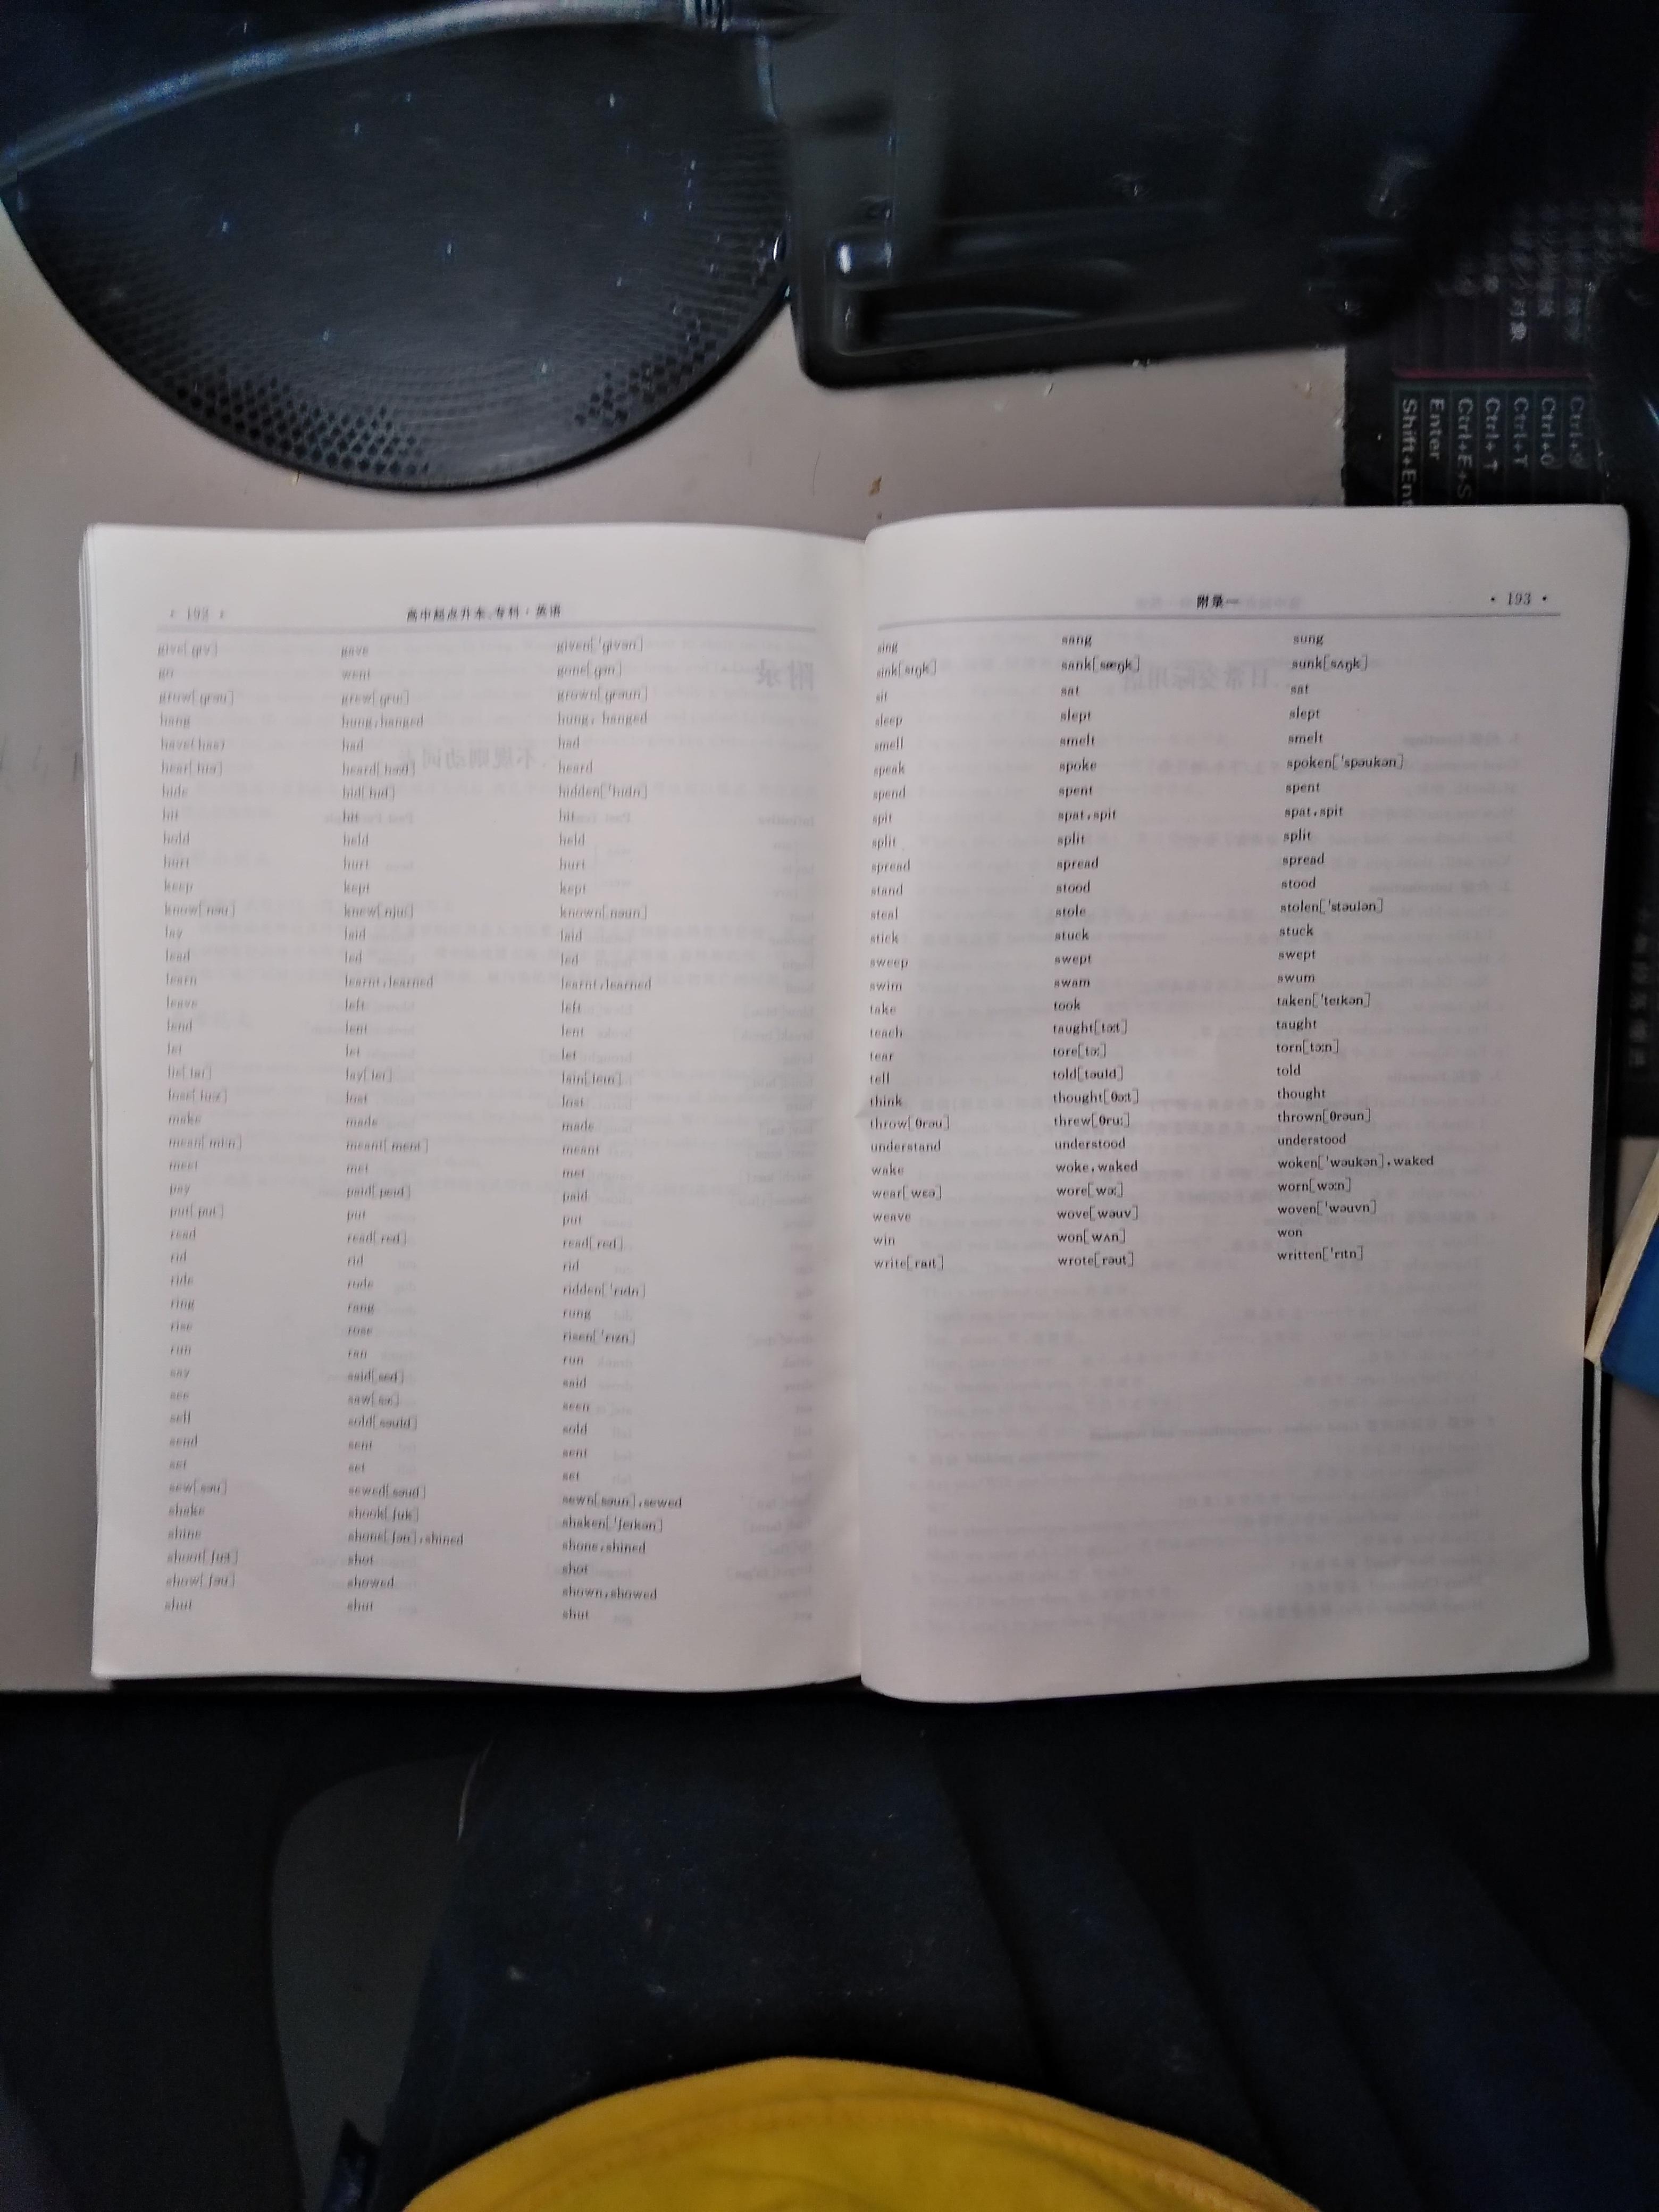 对象
Ctrl+0
Ctrl+T
Ctrl+T
Ctrl+E+S
Enter
Shift+Ent
高中起点升本、专科·英语
give[gɪv] gave given['gɪvən]
go went gone[gɒn]
grow[grəu] grew[gruː] grown[grəun]
hang hung,hanged hung, hanged
have(has) had had
hear[hɪə] heard[hɜːd] heard
hide hid[hɪd] hidden['hɪdn]
hit hit hit
hold held held
hurt hurt hurt
keep kept kept
know[nəu] knew[njuː] known[nəun]
lay laid laid
lead led led
learn learnt,learned learnt,learned
leave left left
lend lent lent
let let let
lie[laɪ] lay[leɪ] lain[leɪn]
lose[luːz] lost lost
make made made
mean[miːn] meant[ment] meant
meet met met
pay paid[peɪd] paid
put[put] put put
read read[red] read[red]
rid rid rid
ride rode ridden['rɪdn]
ring rang rung
rise rose risen['rɪzn]
run ran run
say said[sed] said
see saw[sɔː] seen
sell sold[səuld] sold
send sent sent
set set set
sew[səu] sewed[səud] sewn[səun],sewed
shake shook[ʃuk] shaken['ʃeɪkən]
shine shone[ʃɒn],shined shone,shined
shoot[ʃuːt] shot shot
show[ʃəu] showed shown,showed
shut shut shut
附录一 · 193 ·
sing sang sung
sink[sɪŋk] sank[sæŋk] sunk[sʌŋk]
sit sat sat
sleep slept slept
smell smelt smelt
speak spoke spoken['spəukən]
spend spent spent
spit spat,spit spat,spit
split split split
spread spread spread
stand stood stood
steal stole stolen['stəulən]
stick stuck stuck
sweep swept swept
swim swam swum
take took taken['teɪkən]
teach taught[tɔːt] taught
tear tore[tɔː] torn[tɔːn]
tell told[təuld] told
think thought[θɔːt] thought
throw[θrəu] threw[θruː] thrown[θrəun]
understand understood understood
wake woke,waked woken['wəukən],waked
wear[wɛə] wore[wɔː] worn[wɔːn]
weave wove[wəuv] woven['wəuvn]
win won[wʌn] won
write[raɪt] wrote[rəut] written['rɪtn]